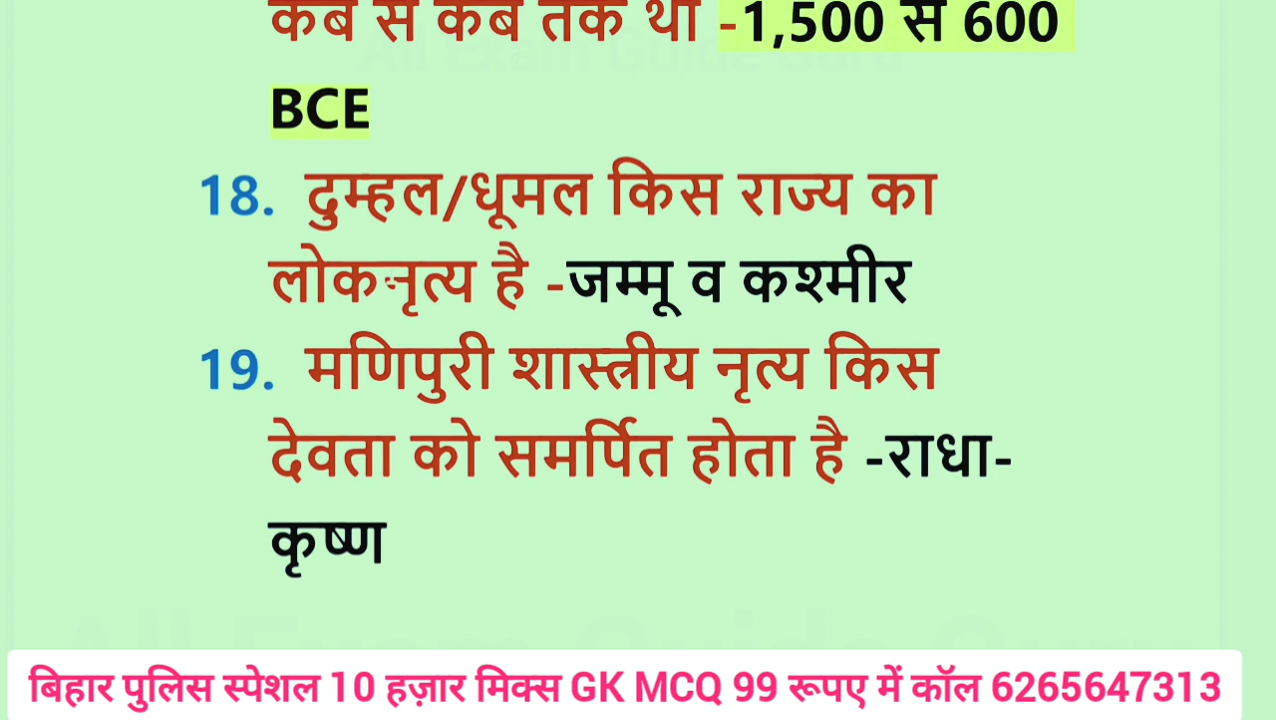 कब से कब तक था -1,500 से 600
BCE
18. दुम्हल/धूमल किस राज्य का
लोकनृत्य है -जम्मू व कश्मीर
19. मणिपुरी शास्त्रीय नृत्य किस
देवता को समर्पित होता है -राधा-
कृष्ण
बिहार पुलिस स्पेशल 10 हज़ार मिक्स GK MCQ 99 रूपए में कॉल 6265647313